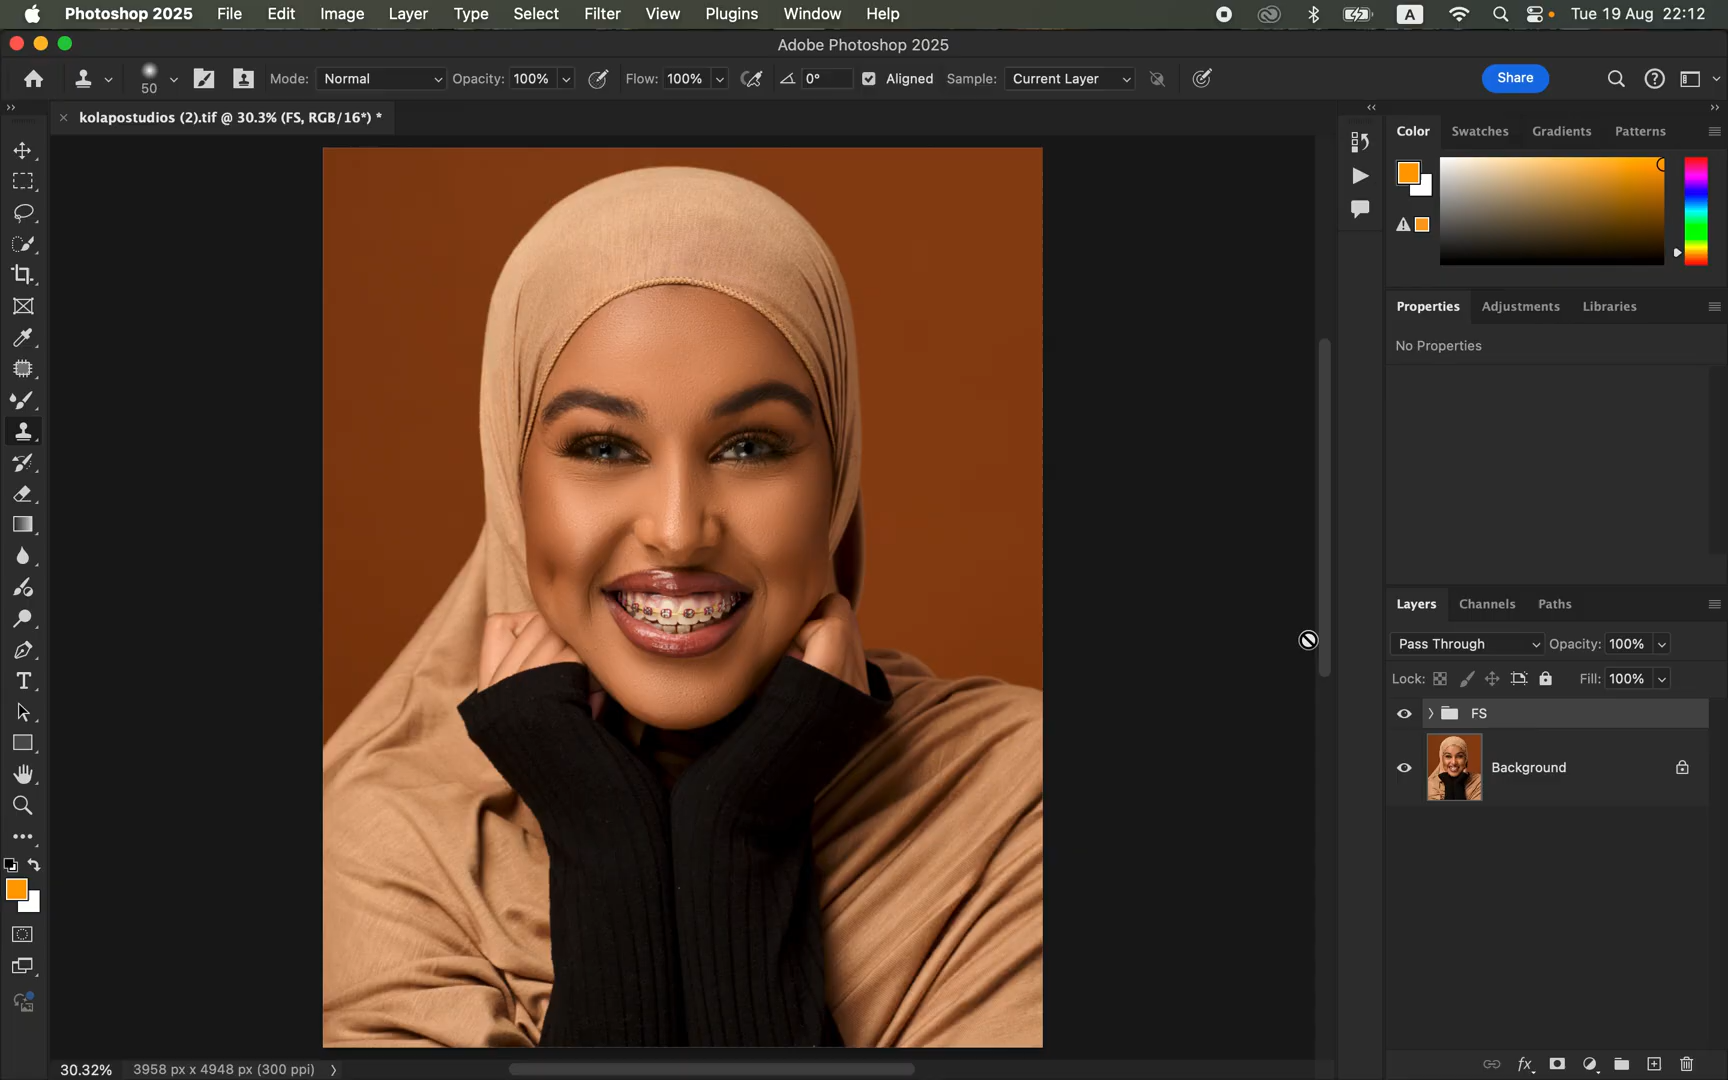 Photoshop 2025 File Edit Image Layer Type Select Filter View Plugins Window Help A Tue 19 Aug 22:12
Adobe Photoshop 2025
50 Mode: Normal Opacity: 100% Flow: 100% 0° Aligned Sample: Current Layer Share
kolapostudios (2).tif @ 30.3% (FS, RGB/16*) *
Color Swatches Gradients Patterns
Properties Adjustments Libraries
No Properties
Layers Channels Paths
Pass Through Opacity: 100%
Lock: Fill: 100%
FS
Background
T
fx
30.32% 3958 px x 4948 px (300 ppi)